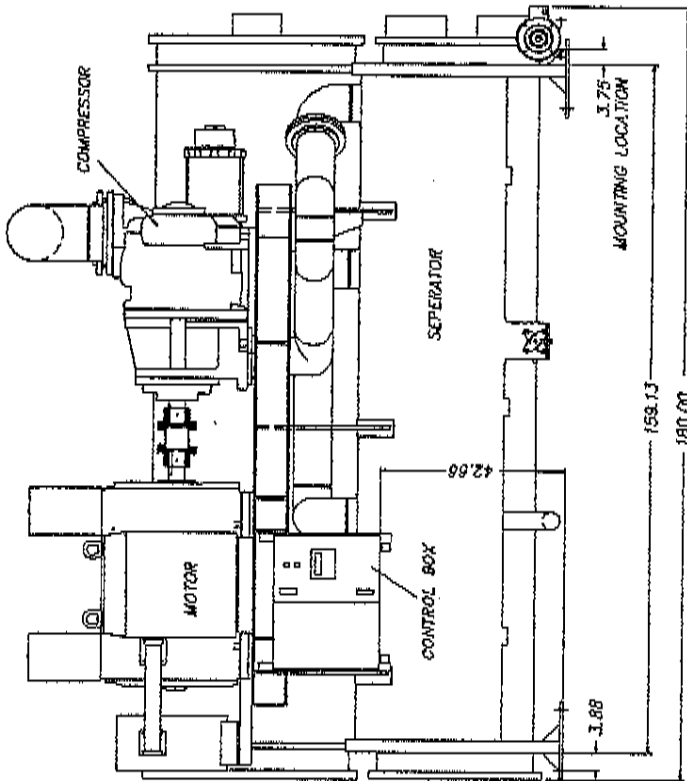 COMPRESSOR
MOTOR
SEPERATOR
CONTROL BOX
42.66
3.75
MOUNTING LOCATION
3.88
159.13
180.00